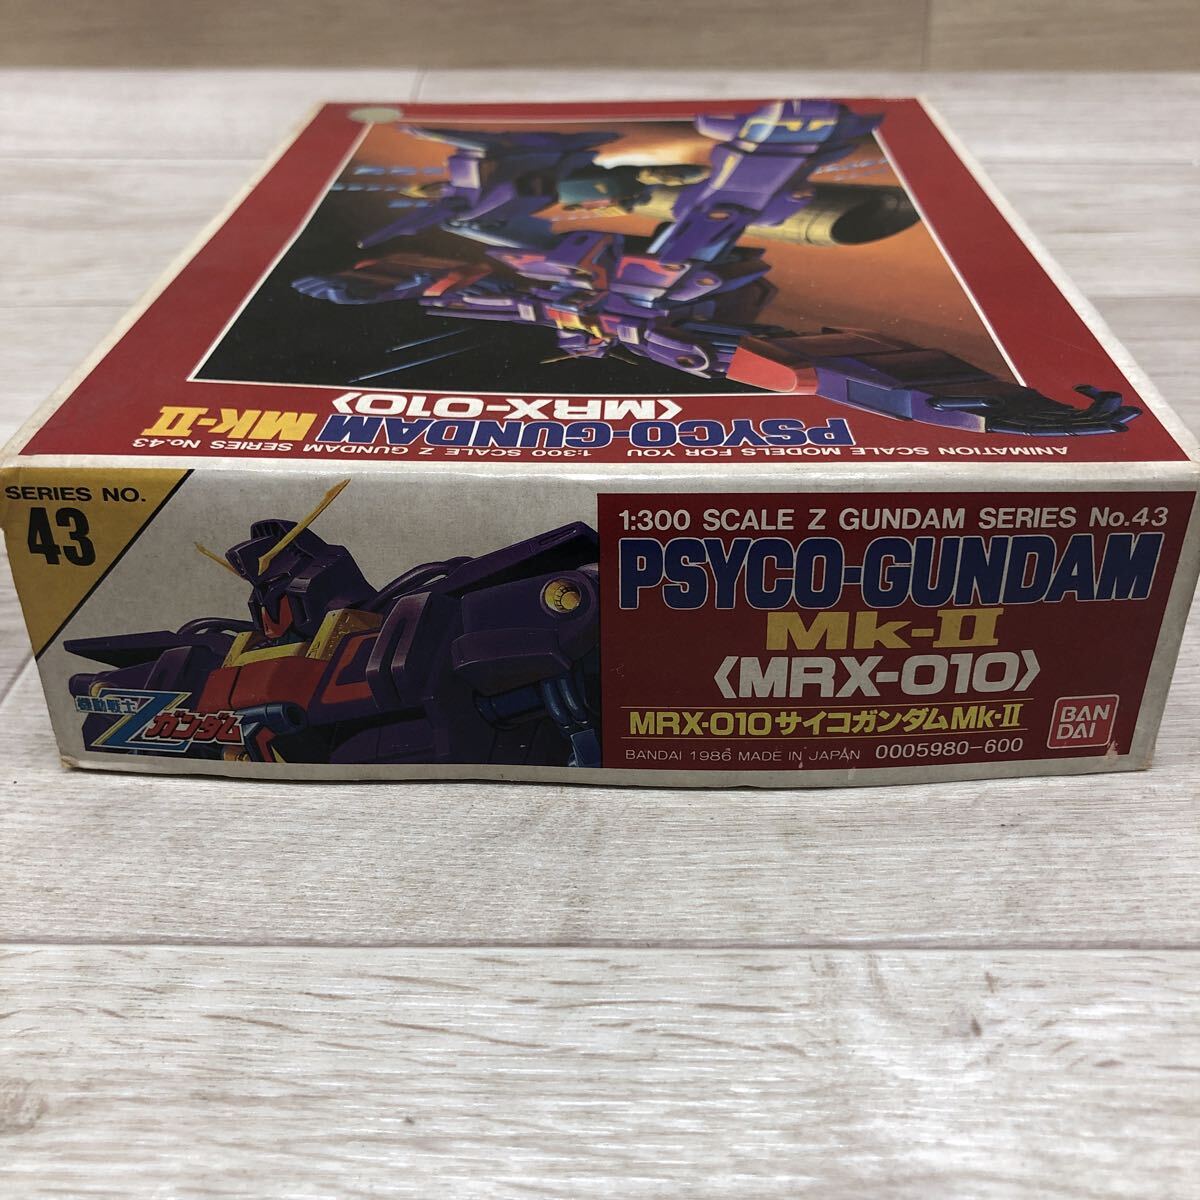 ANIMATION SCALE MODELS FOR YOU 1:300 SCALE Z GUNDAM SERIES No.43
PSYCO-GUNDAM Mk-II
〈MRX-010〉
SERIES NO.
43
機動戦士
Zガンダム
1:300 SCALE Z GUNDAM SERIES No.43
PSYCO-GUNDAM
Mk-II
〈MRX-010〉
MRX-010サイコガンダムMk-II
BANDAI 1986 MADE IN JAPAN 0005980-600
BAN
DAI